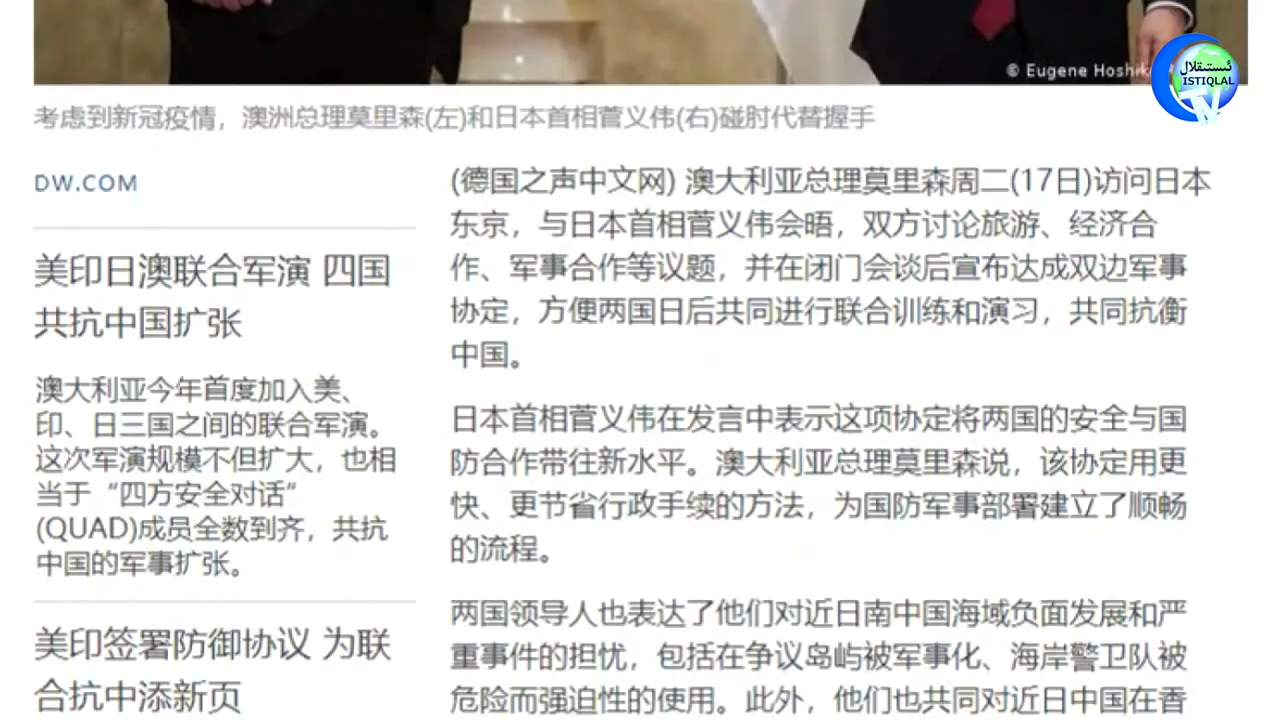 © Eugene Hoshik
ئىستىقلال
ISTIQLAL
TV
考虑到新冠疫情，澳洲总理莫里森(左)和日本首相菅义伟(右)碰肘代替握手
DW.COM
美印日澳联合军演 四国
共抗中国扩张
澳大利亚今年首度加入美、
印、日三国之间的联合军演。
这次军演规模不但扩大，也相
当于“四方安全对话”
(QUAD)成员全数到齐，共抗
中国的军事扩张。
美印签署防御协议 为联
合抗中添新页
(德国之声中文网) 澳大利亚总理莫里森周二(17日)访问日本
东京，与日本首相菅义伟会晤，双方讨论旅游、经济合
作、军事合作等议题，并在闭门会谈后宣布达成双边军事
协定，方便两国日后共同进行联合训练和演习，共同抗衡
中国。
日本首相菅义伟在发言中表示这项协定将两国的安全与国
防合作带往新水平。澳大利亚总理莫里森说，该协定用更
快、更节省行政手续的方法，为国防军事部署建立了顺畅
的流程。
两国领导人也表达了他们对近日南中国海域负面发展和严
重事件的担忧，包括在争议岛屿被军事化、海岸警卫队被
危险而强迫性的使用。此外，他们也共同对近日中国在香